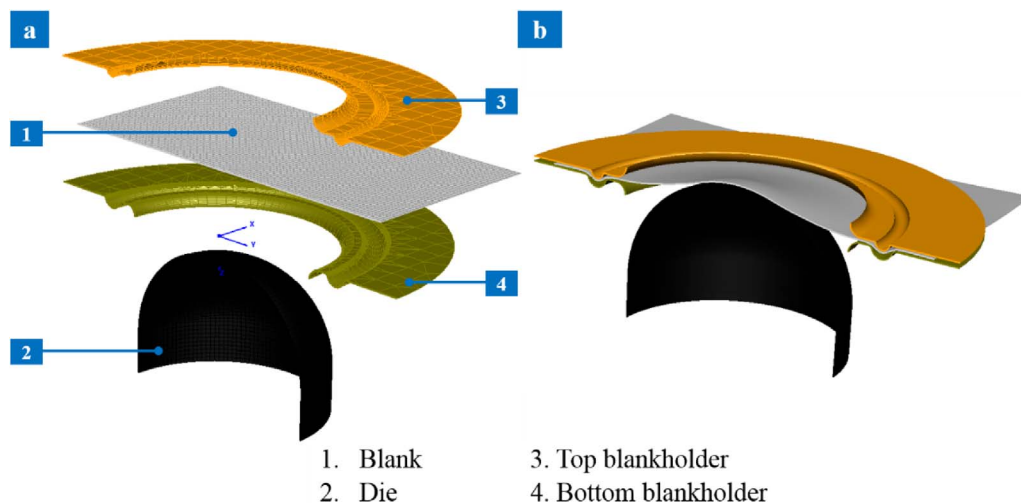 a
b
3
1
X
Y
4
2
1. Blank
2. Die
3. Top blankholder
4. Bottom blankholder